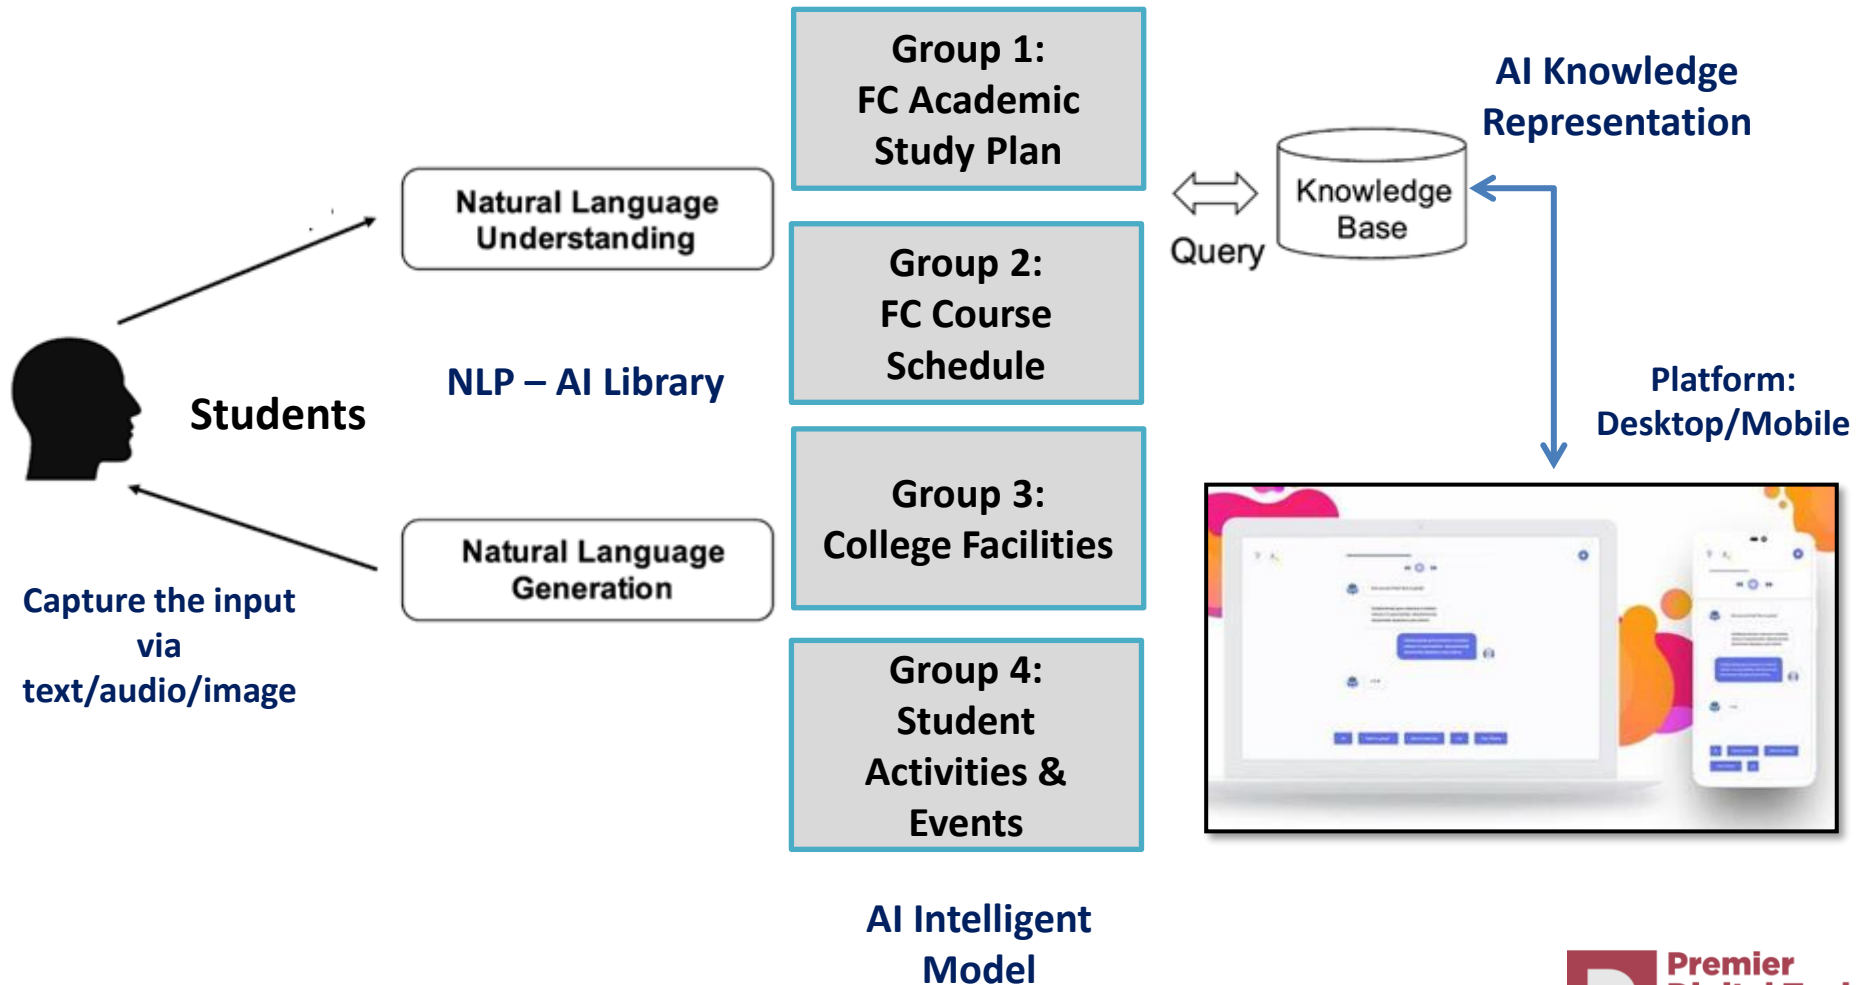 Group 1:
FC Academic
Study Plan
AI Knowledge
Representation
Natural Language
Understanding
Knowledge
Base
Query
Group 2:
FC Course
Schedule
Students
NLP – AI Library
Platform:
Desktop/Mobile
Group 3:
College Facilities
Natural Language
Generation
Capture the input
via
text/audio/image
Group 4:
Student
Activities &
Events
AI Intelligent
Model
Premier